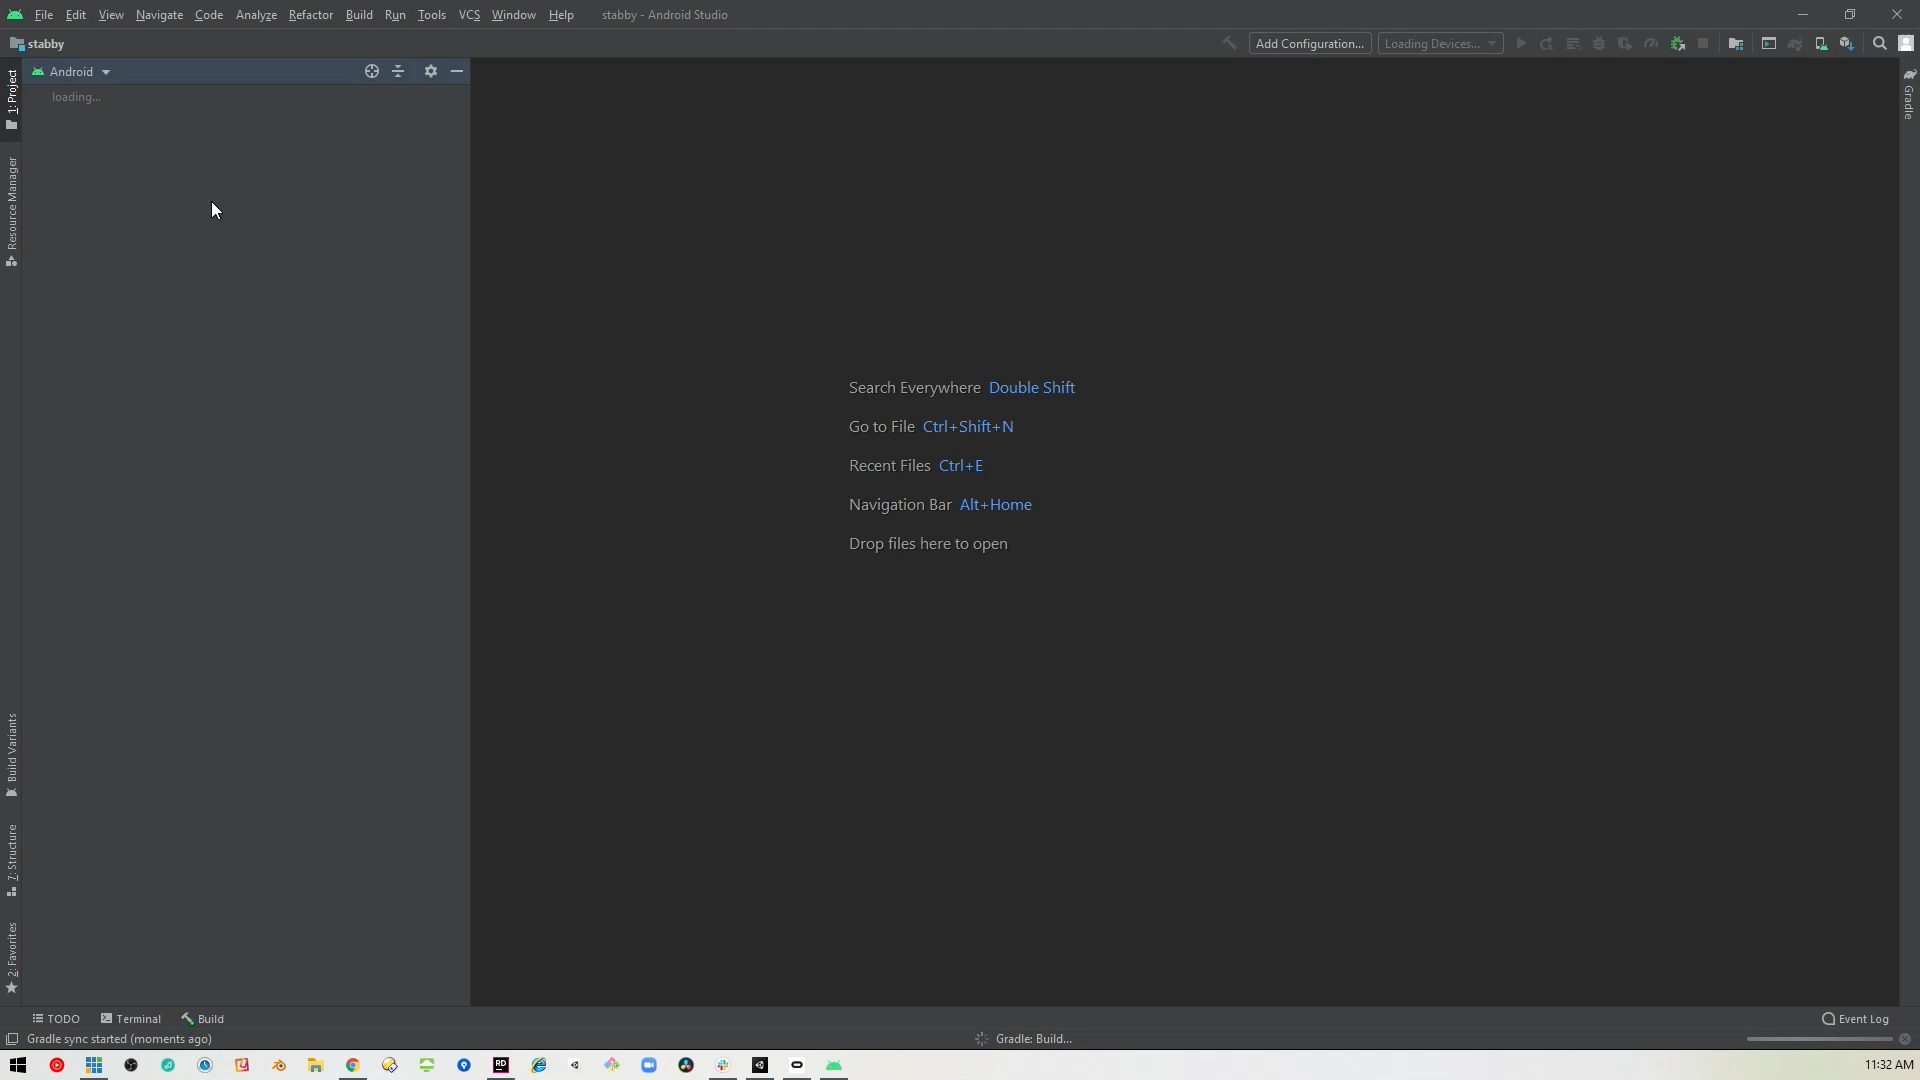 File Edit View Navigate Code Analyze Refactor Build Run Tools VCS Window Help stabby - Android Studio
stabby Add Configuration... Loading Devices...
Android
loading...
1: Project
Resource Manager
Gradle
Search Everywhere Double Shift
Go to File Ctrl+Shift+N
Recent Files Ctrl+E
Navigation Bar Alt+Home
Drop files here to open
Build Variants
7: Structure
2: Favorites
TODO Terminal Build Event Log
Gradle sync started (moments ago) Gradle: Build...
RD
11:32 AM